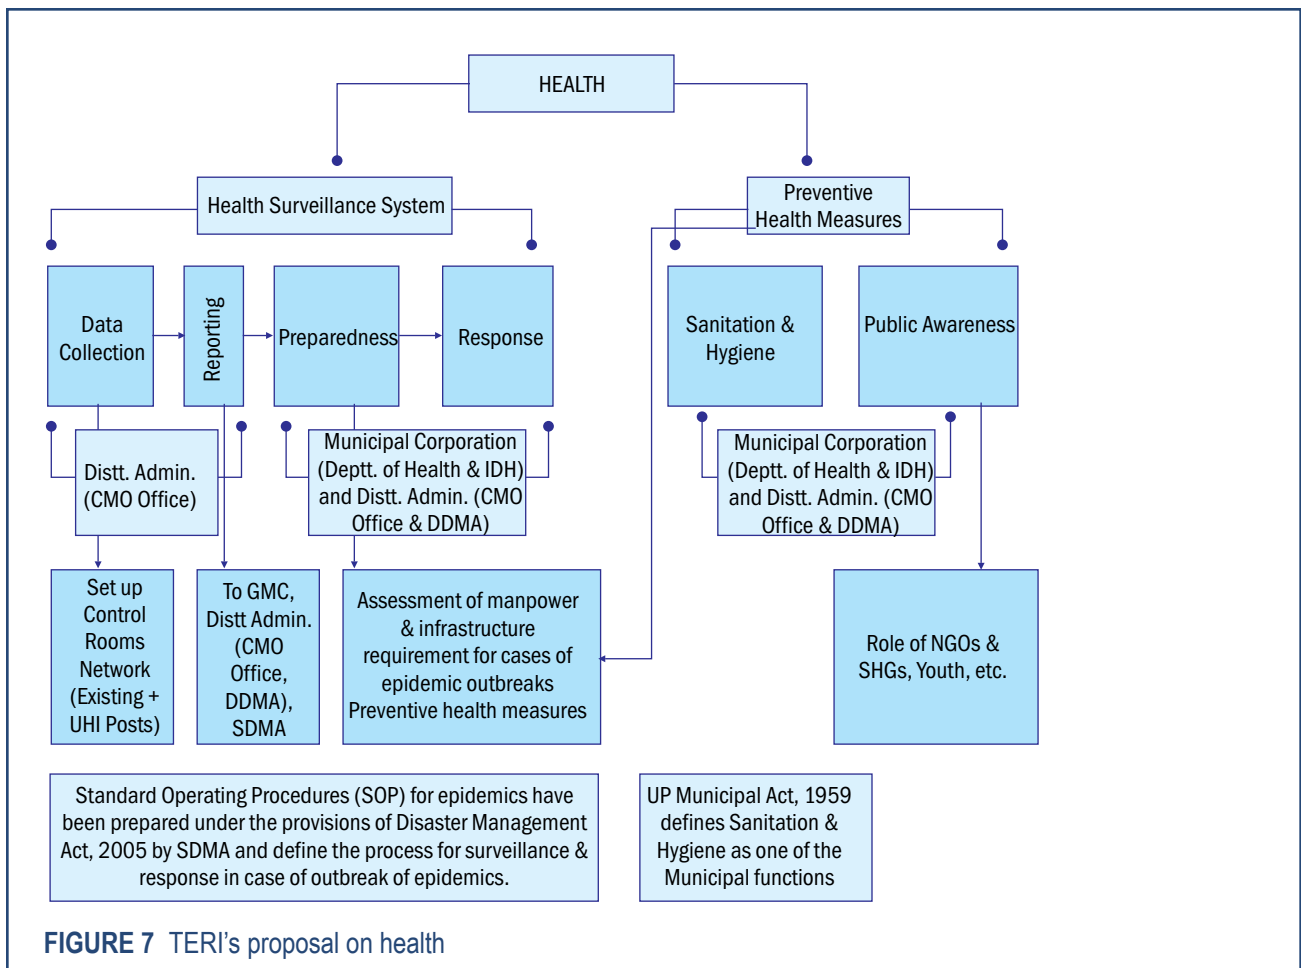 HEALTH
Health Surveillance System
Preventive
Health Measures
Data
Collection
Reporting
Preparedness
Response
Sanitation &
Hygiene
Public Awareness
Distt. Admin.
(CMO Office)
Municipal Corporation
(Deptt. of Health & IDH)
and Distt. Admin. (CMO
Office & DDMA)
Municipal Corporation
(Deptt. of Health & IDH)
and Distt. Admin. (CMO
Office & DDMA)
Set up
Control
Rooms
Network
(Existing +
UHI Posts)
To GMC,
Distt Admin.
(CMO
Office,
DDMA),
SDMA
Assessment of manpower
& infrastructure
requirement for cases of
epidemic outbreaks
Preventive health measures
Role of NGOs &
SHGs, Youth, etc.
Standard Operating Procedures (SOP) for epidemics have
been prepared under the provisions of Disaster Management
Act, 2005 by SDMA and define the process for surveillance &
response in case of outbreak of epidemics.
UP Municipal Act, 1959
defines Sanitation &
Hygiene as one of the
Municipal functions
FIGURE 7 TERI’s proposal on health